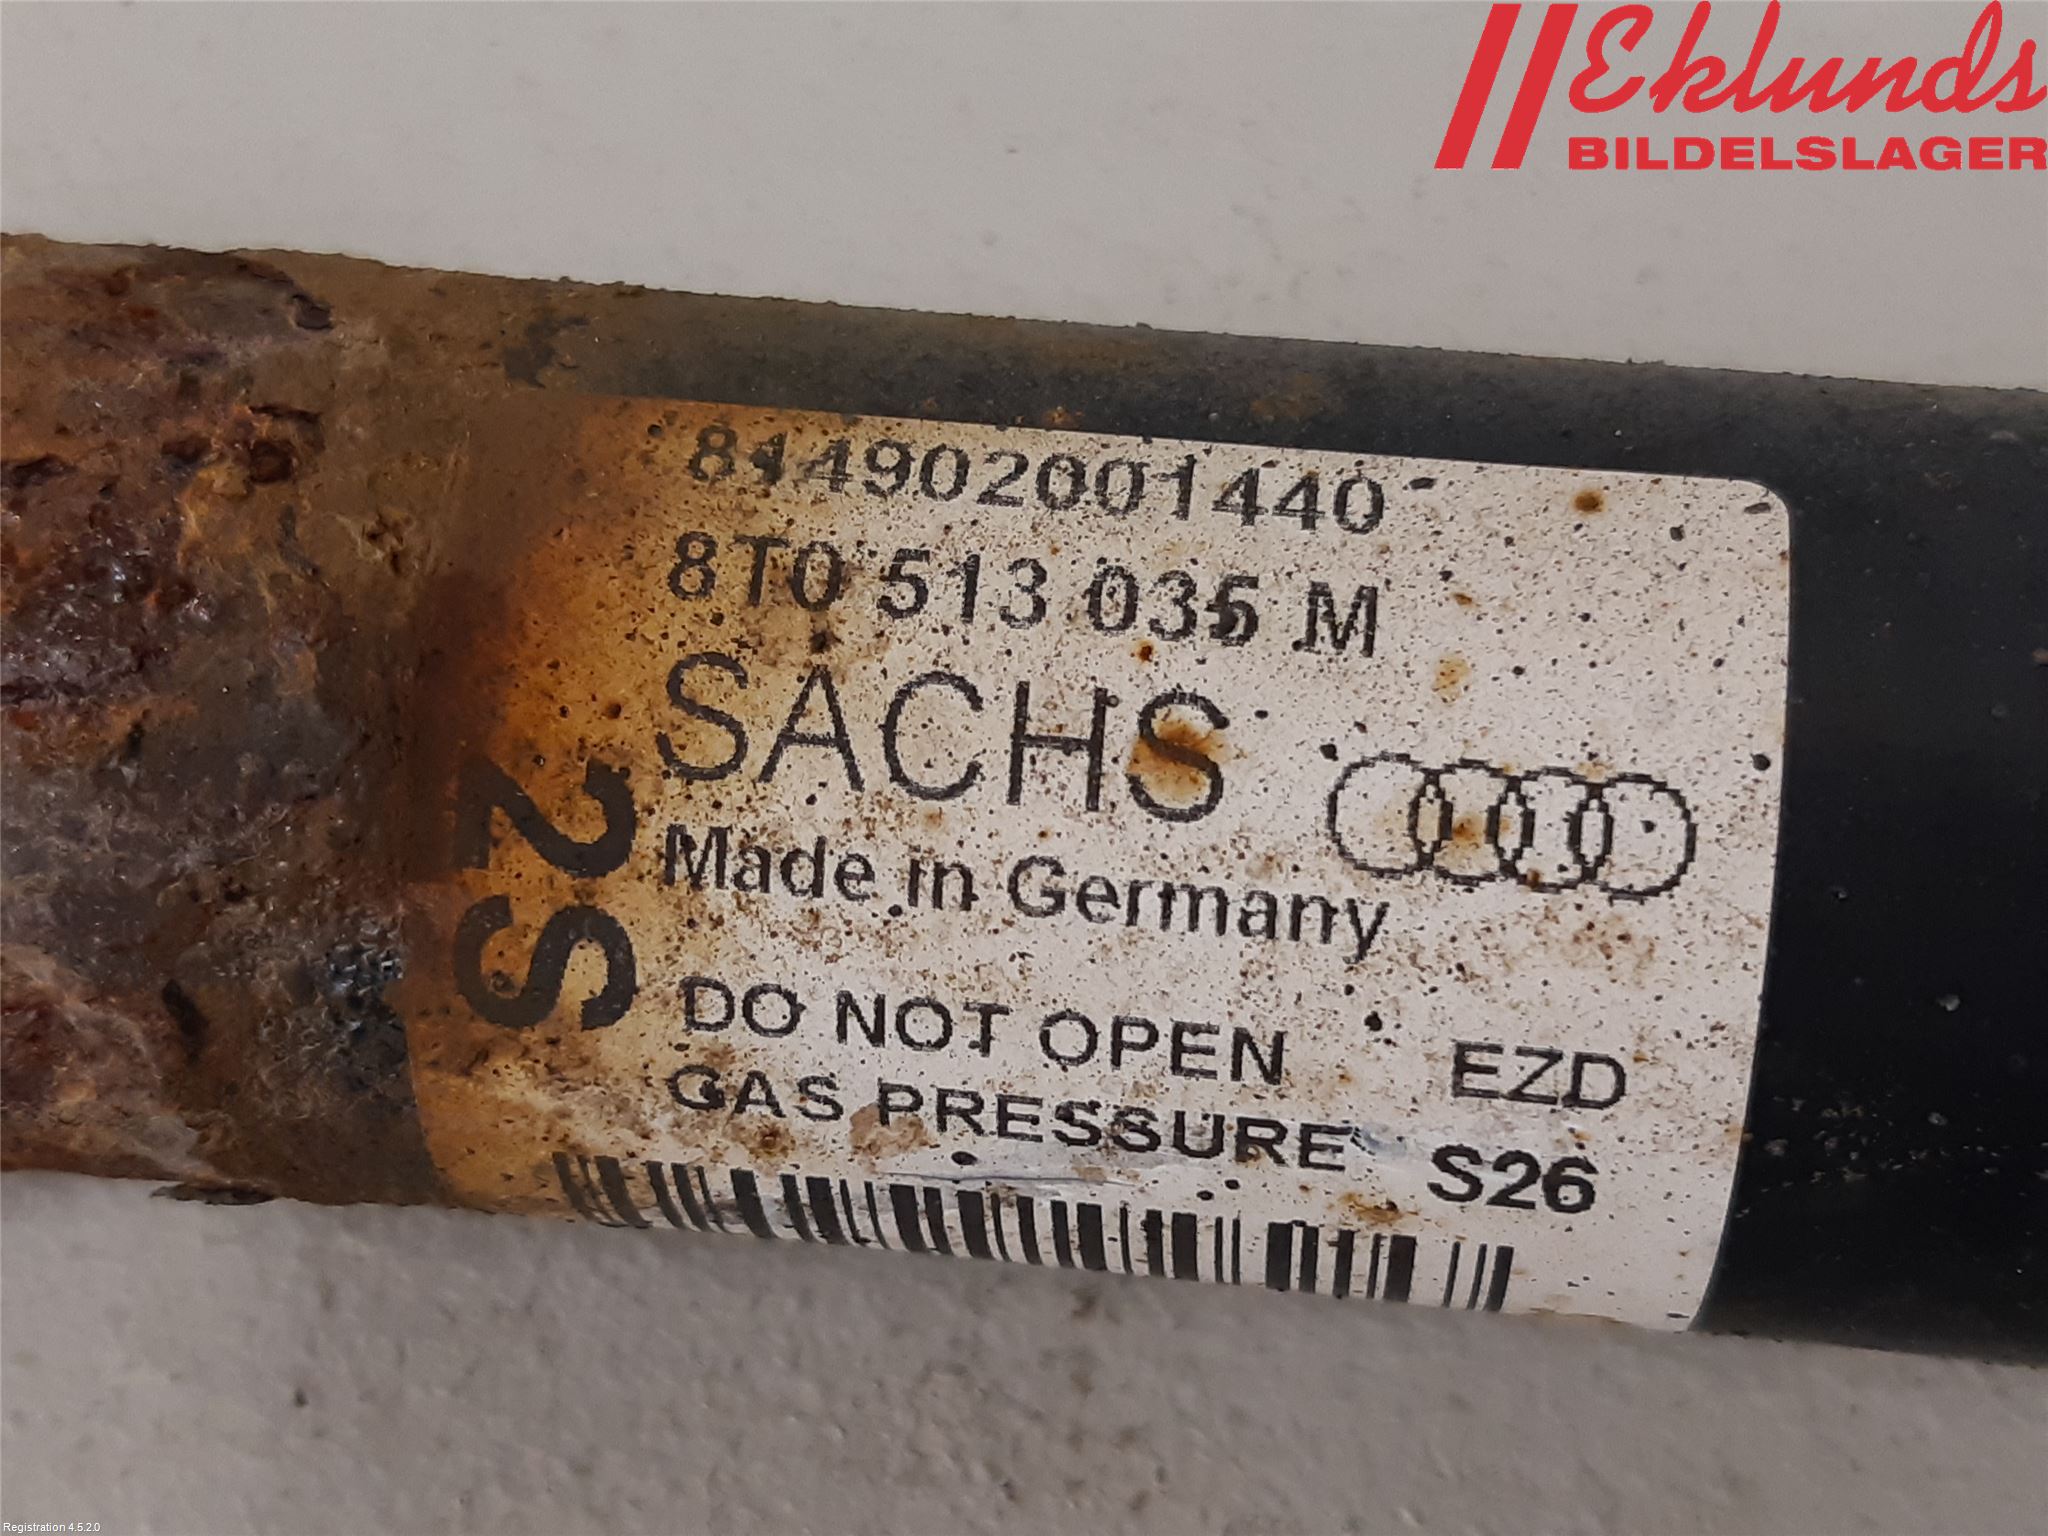 Eklunds
BILDELSLAGER
814902001440
8T0 513 035 M
SACHS
Made in Germany
2S
DO NOT OPEN EZD
GAS PRESSURE S26
Registration 4.5.2.0